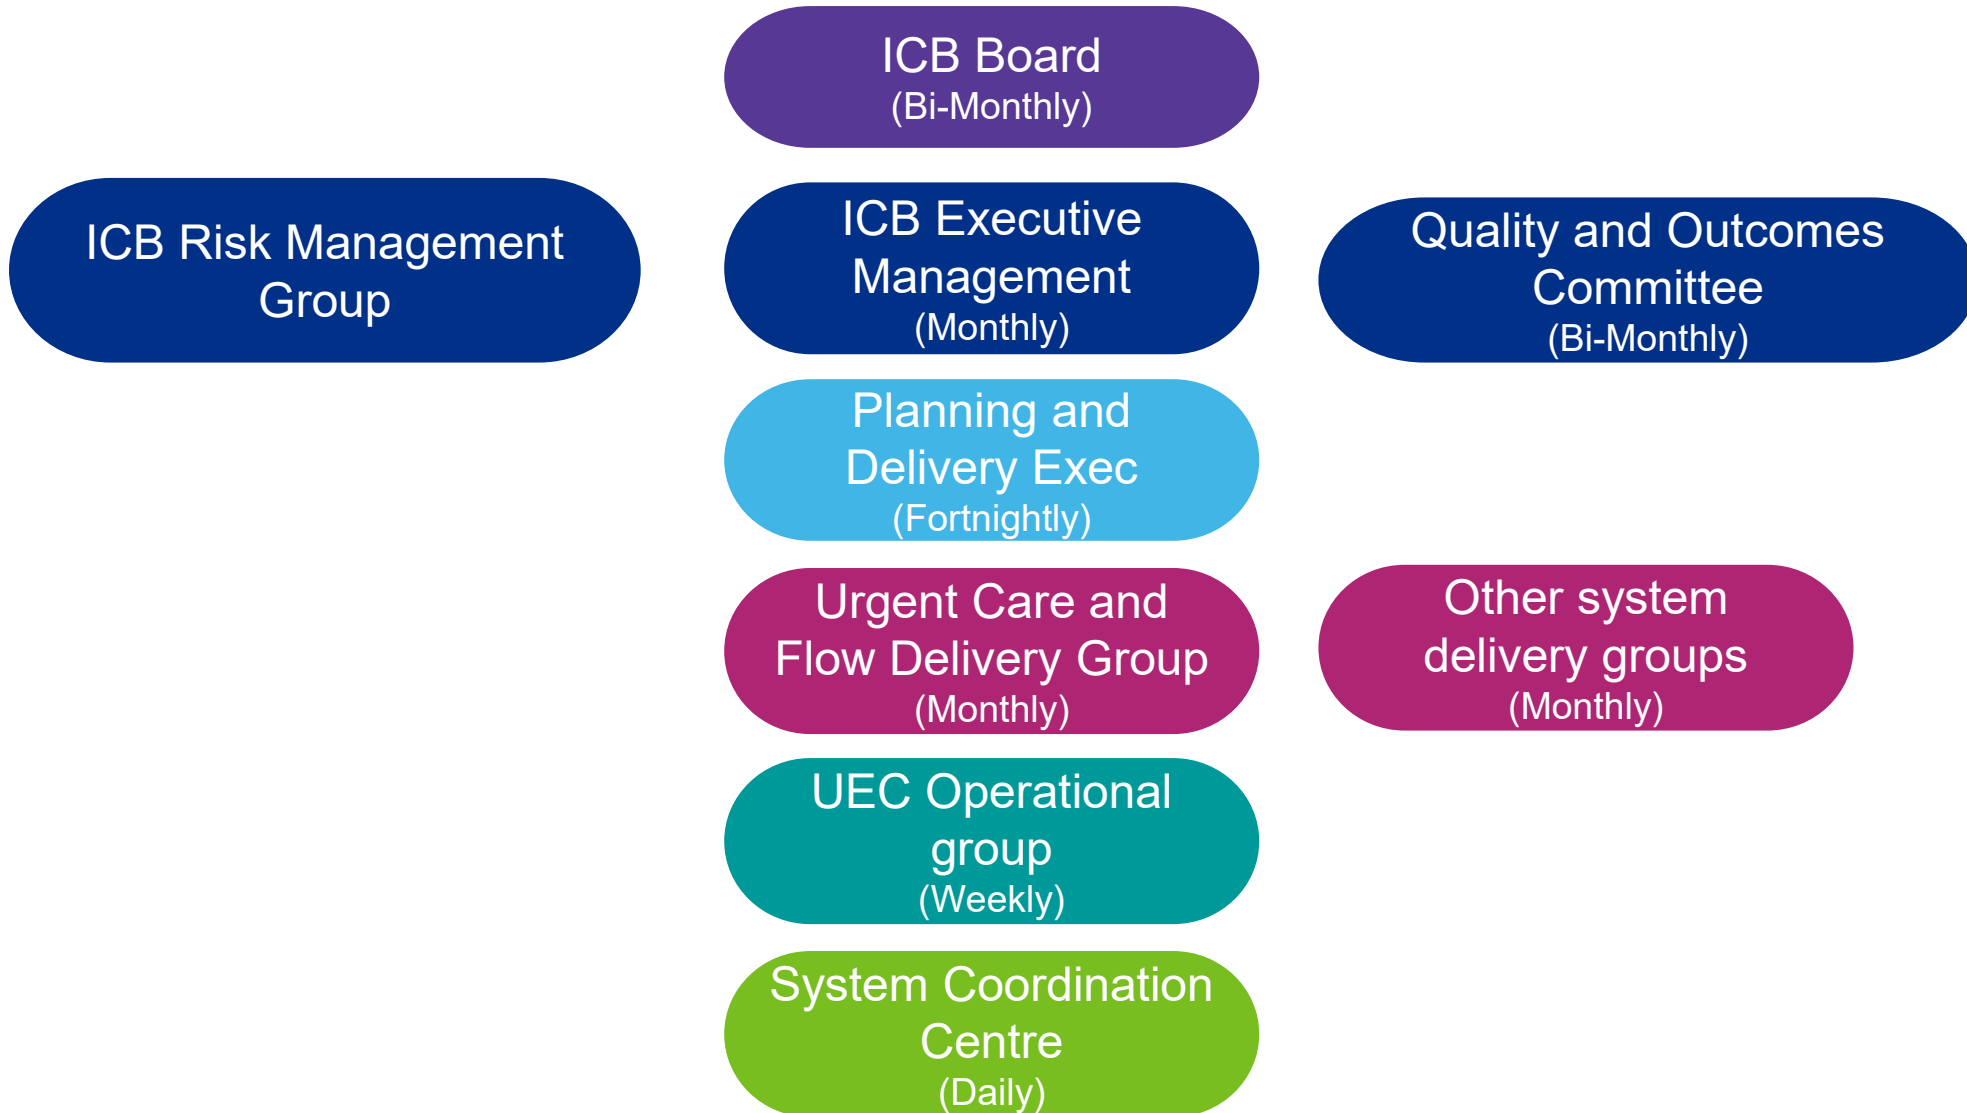 ICB Board
(Bi-Monthly)
ICB Risk Management
Group
ICB Executive
Management
(Monthly)
Quality and Outcomes
Committee
(Bi-Monthly)
Planning and
Delivery Exec
(Fortnightly)
Urgent Care and
Flow Delivery Group
(Monthly)
Other system
delivery groups
(Monthly)
UEC Operational
group
(Weekly)
System Coordination
Centre
(Daily)